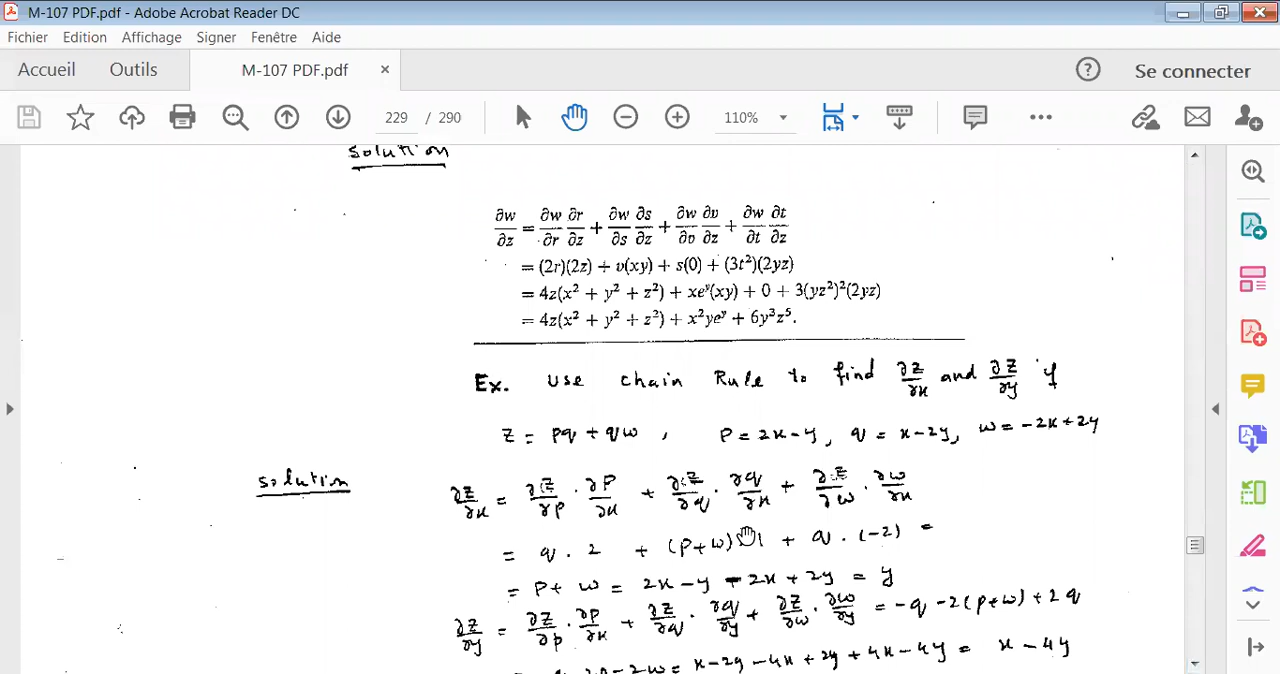 M-107 PDF.pdf - Adobe Acrobat Reader DC
Fichier Edition Affichage Signer Fenêtre Aide
Accueil Outils M-107 PDF.pdf × Se connecter
229 / 290 110%
Solution
∂w/∂z = ∂w/∂r ∂r/∂z + ∂w/∂s ∂s/∂z + ∂w/∂v ∂v/∂z + ∂w/∂t ∂t/∂z
= (2r)(2z) + v(xy) + s(0) + (3t²)(2yz)
= 4z(x² + y² + z²) + xeʸ(xy) + 0 + 3(yz²)²(2yz)
= 4z(x² + y² + z²) + x²yeʸ + 6y³z⁵.
Ex. Use Chain Rule to find ∂z/∂x and ∂z/∂y if
z = pq + qw , p = 2x-y, q = x-2y, w = -2x+2y
Solution ∂z/∂x = ∂z/∂p · ∂p/∂x + ∂z/∂q · ∂q/∂x + ∂z/∂w · ∂w/∂x
= q · 2 + (p+w) 1 + q · (-2) =
= p + w = 2x - y - 2x + 2y = y
∂z/∂y = ∂z/∂p · ∂p/∂x + ∂z/∂q · ∂q/∂y + ∂z/∂w · ∂w/∂y = -q - 2(p+w) + 2q
- 2w = x - 2y - 4x + 2y + 4x - 4y = x - 4y